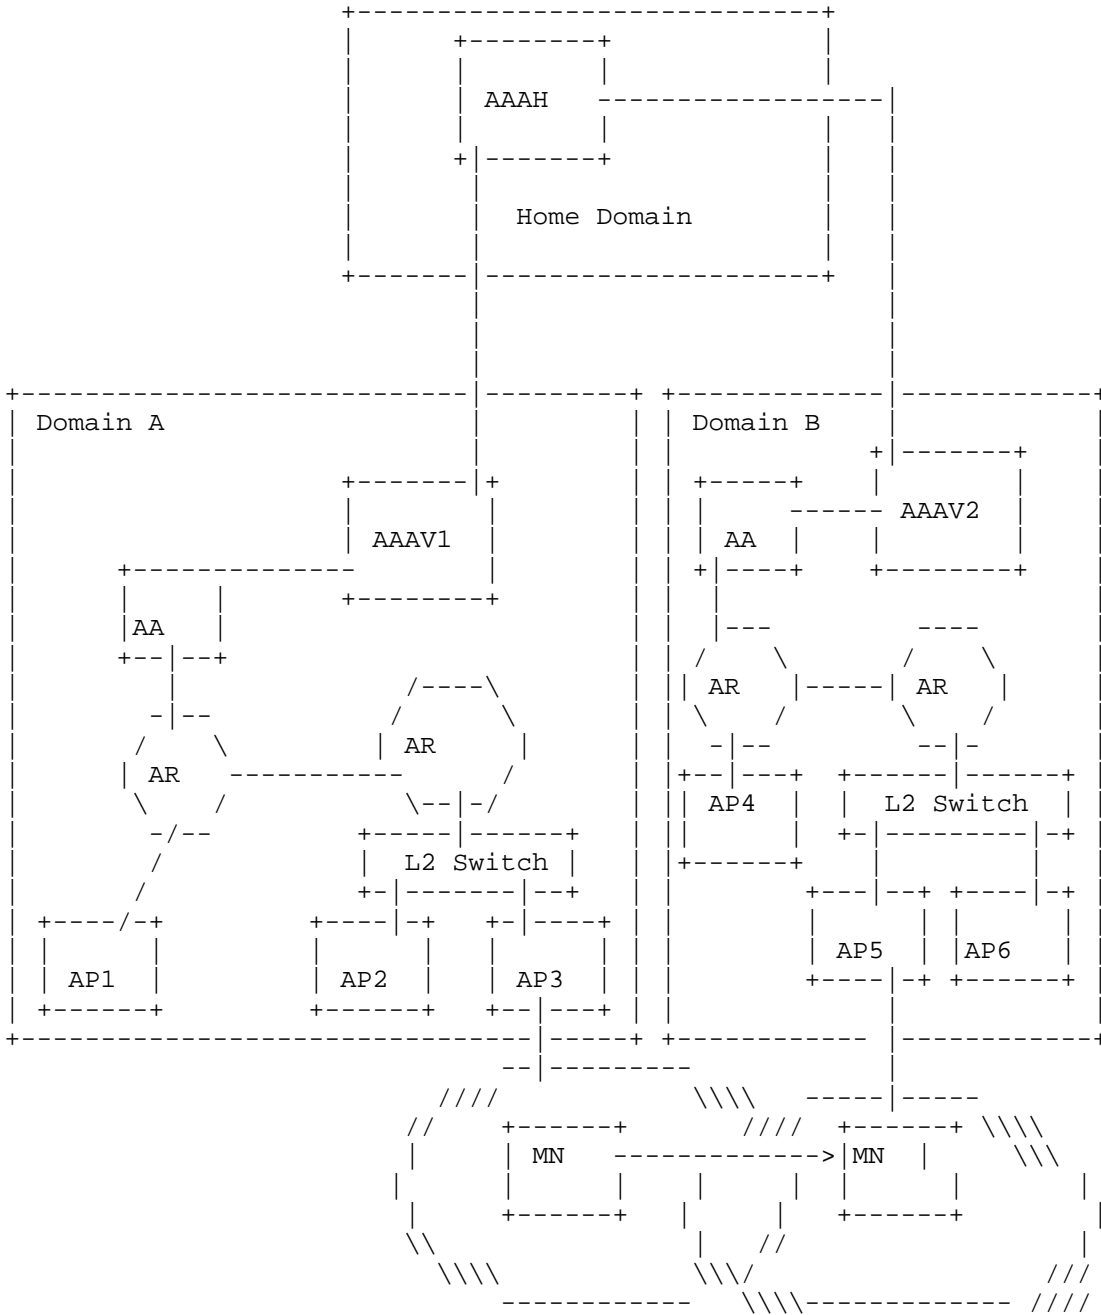 AAAH
Home Domain
Domain A
Domain B
AAAV2
AAAV1
AA
AA
AR
AR
AR
AR
AP4
L2 Switch
L2 Switch
AP5
AP6
AP1
AP2
AP3
MN
MN